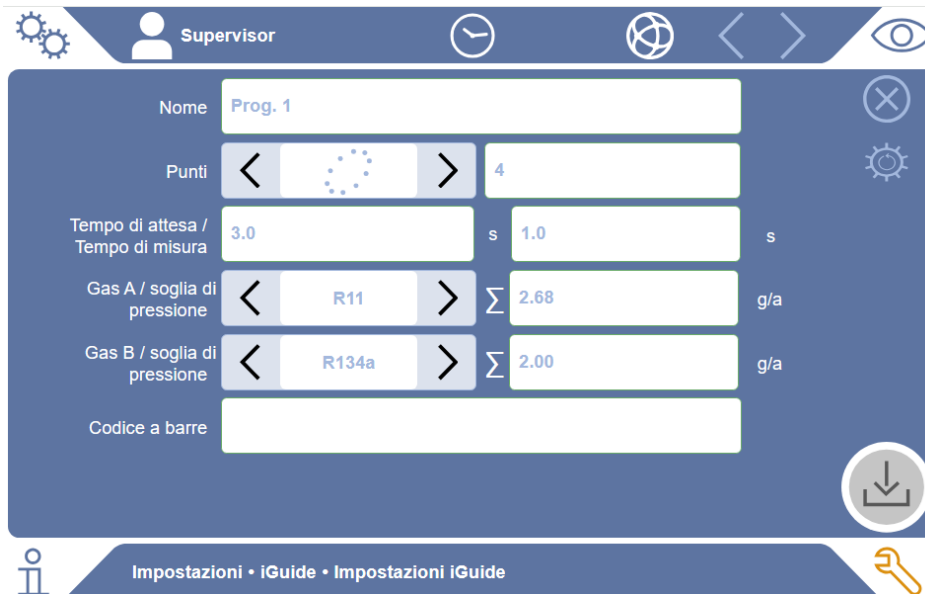 Supervisor
Nome
Prog. 1
Punti
4
Tempo di attesa /
Tempo di misura
3.0
s
1.0
s
Gas A / soglia di
pressione
R11
∑
2.68
g/a
Gas B / soglia di
pressione
R134a
∑
2.00
g/a
Codice a barre
Impostazioni • iGuide • Impostazioni iGuide